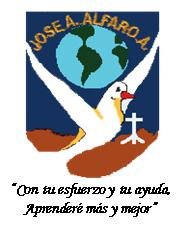 JOSE A. ALFARO A.
“Con tu esfuerzo y tu ayuda,
Aprenderé más y mejor”